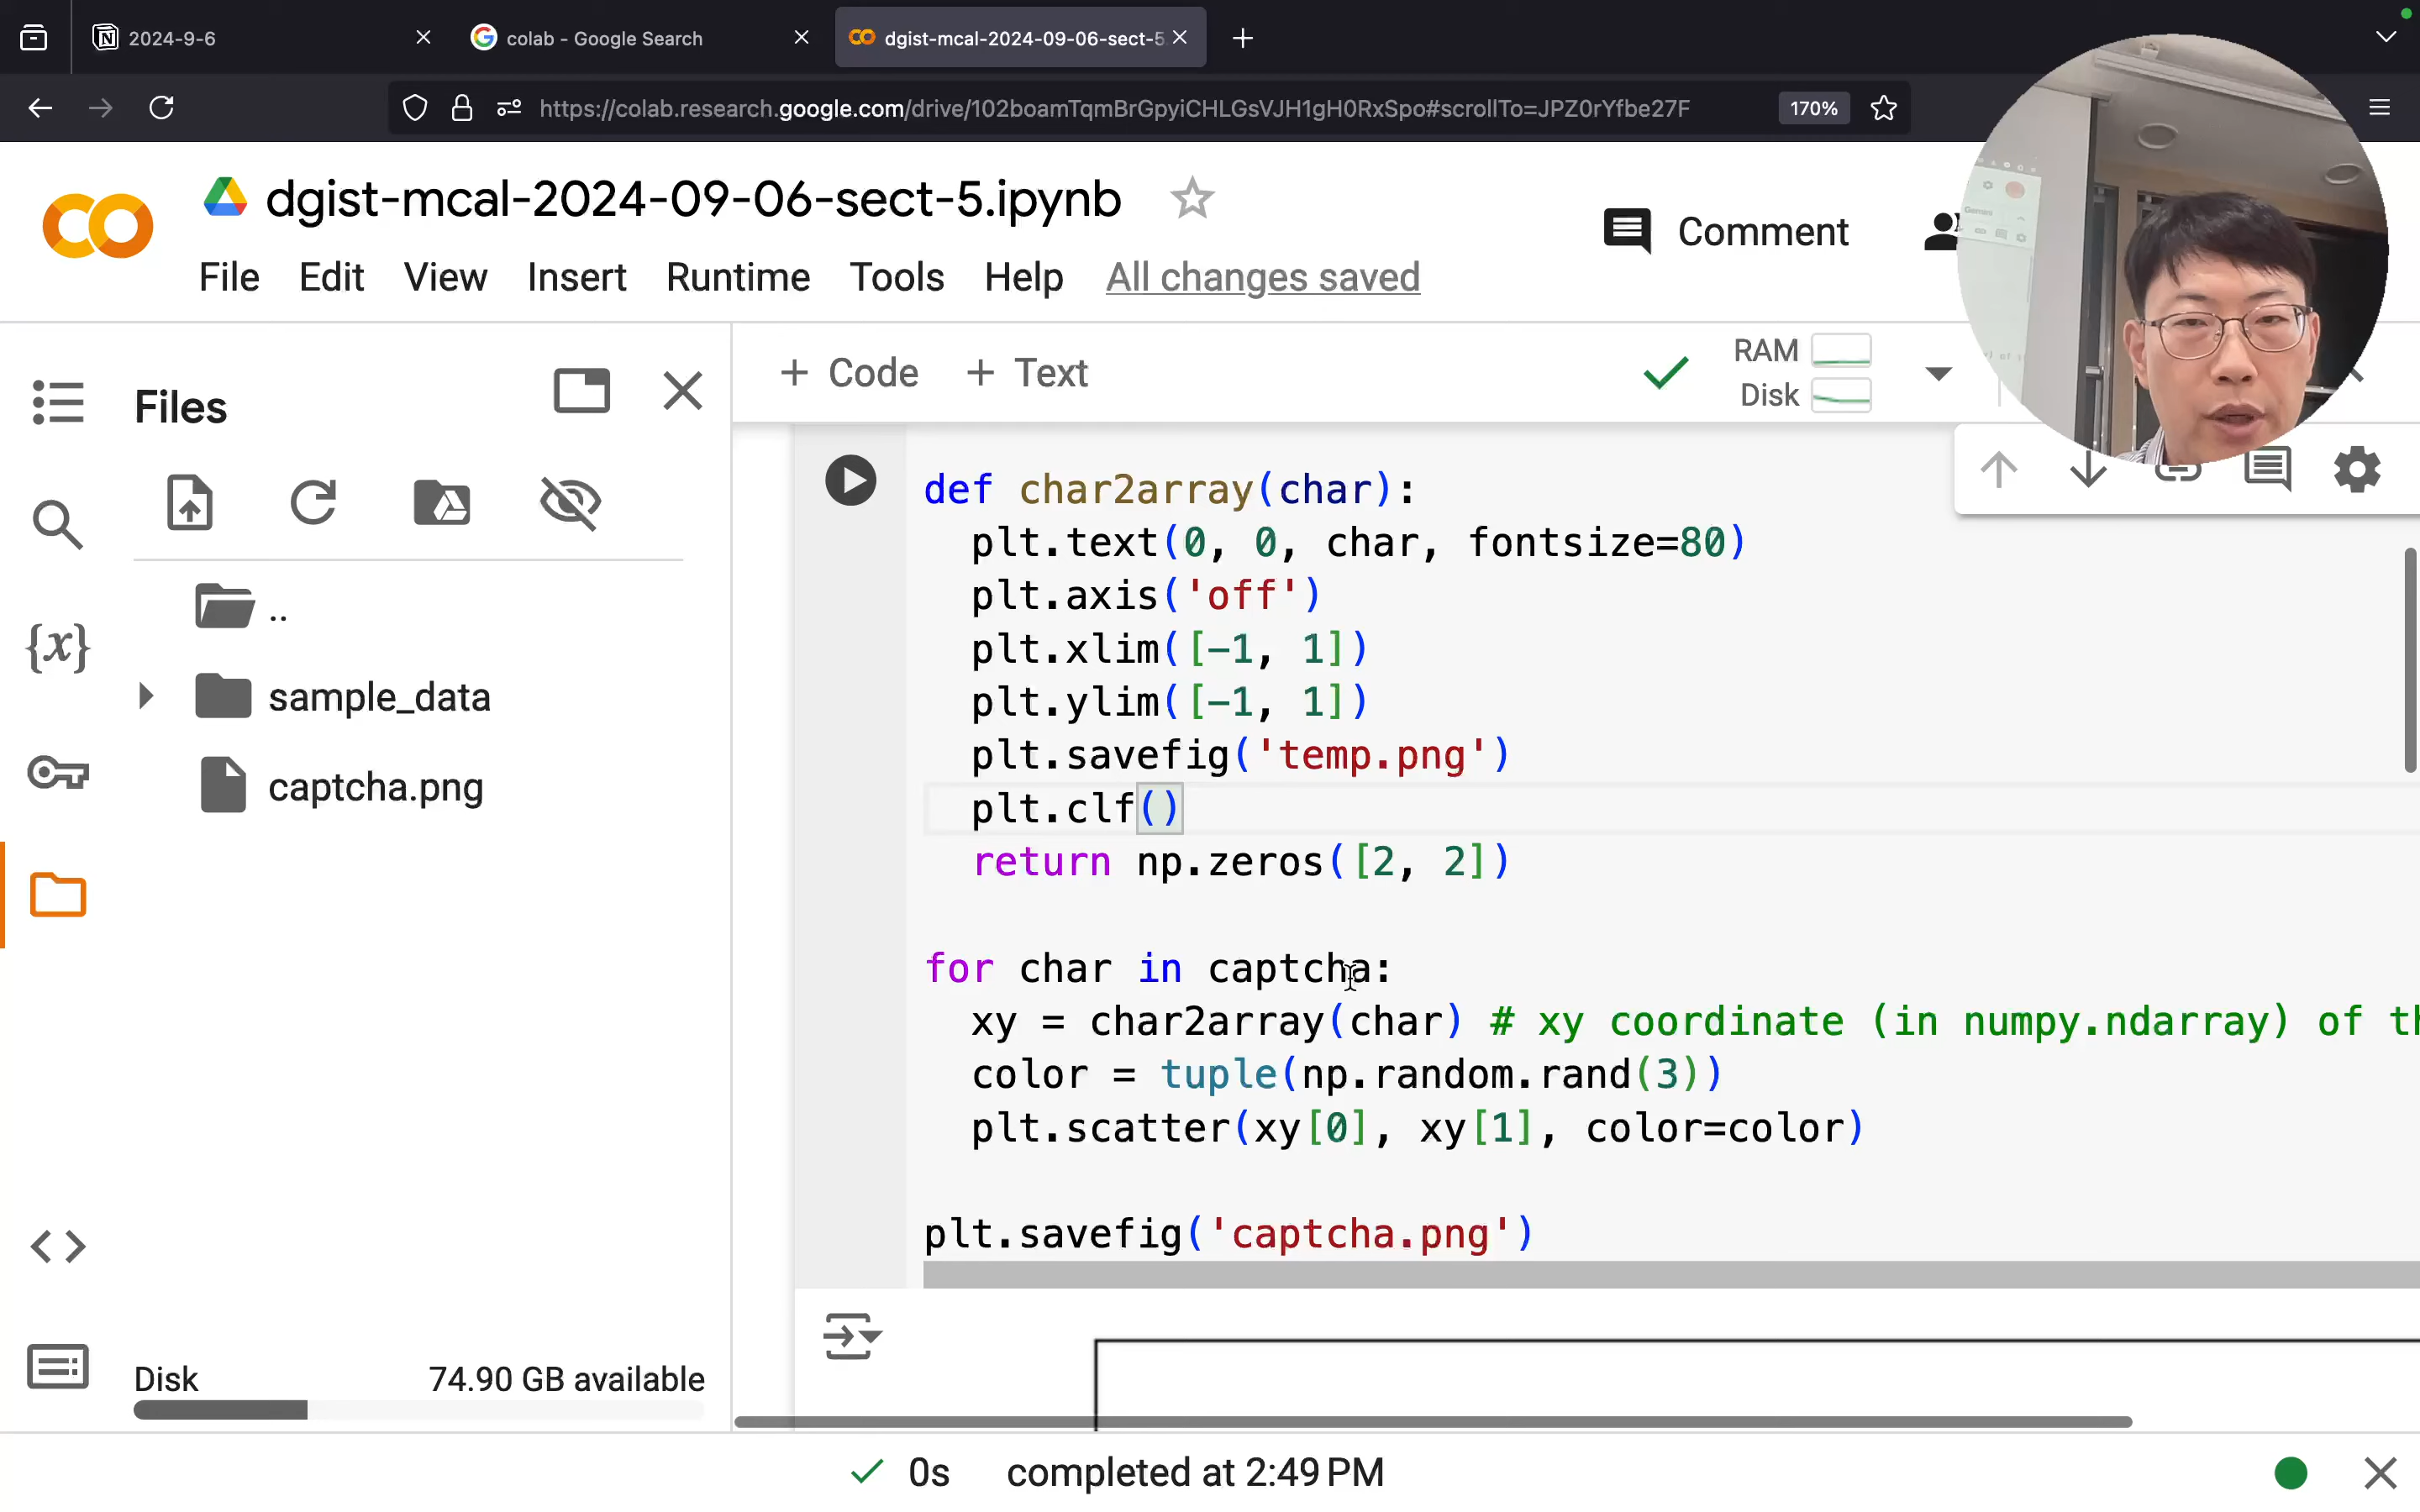 2024-9-6
colab - Google Search
dgist-mcal-2024-09-06-sect-5
https://colab.research.google.com/drive/102boamTqmBrGpyiCHLGsVJH1gH0RxSpo#scrollTo=JPZ0rYfbe27F
170%
dgist-mcal-2024-09-06-sect-5.ipynb
Comment
File Edit View Insert Runtime Tools Help All changes saved
Files
+ Code + Text
RAM
Disk
..
sample_data
captcha.png
{x}
Disk 74.90 GB available
def char2array(char):
  plt.text(0, 0, char, fontsize=80)
  plt.axis('off')
  plt.xlim([-1, 1])
  plt.ylim([-1, 1])
  plt.savefig('temp.png')
  plt.clf()
  return np.zeros([2, 2])
for char in captcha:
  xy = char2array(char) # xy coordinate (in numpy.ndarray) of
  color = tuple(np.random.rand(3))
  plt.scatter(xy[0], xy[1], color=color)
plt.savefig('captcha.png')
0s completed at 2:49 PM